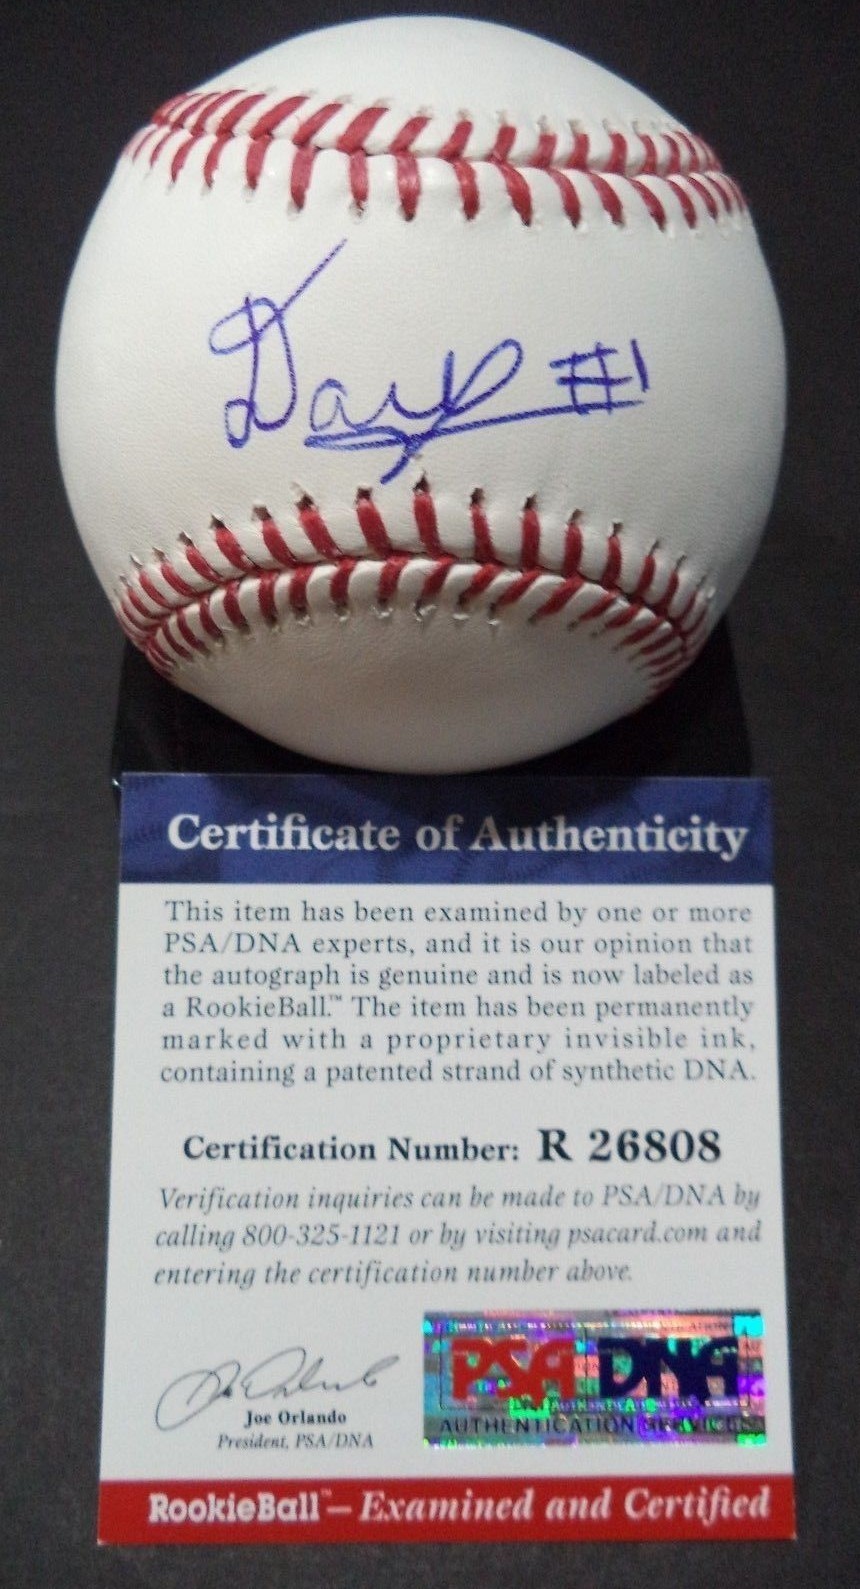 #1
Certificate of Authenticity
This item has been examined by one or more
PSA/DNA experts, and it is our opinion that
the autograph is genuine and is now labeled as
a RookieBall.™ The item has been permanently
marked with a proprietary invisible ink,
containing a patented strand of synthetic DNA.
Certification Number: R 26808
Verification inquiries can be made to PSA/DNA by
calling 800-325-1121 or by visiting psacard.com and
entering the certification number above.
Joe Orlando
President, PSA/DNA
PSA DNA
AUTHENTICATION SERVICES
RookieBall™— Examined and Certified